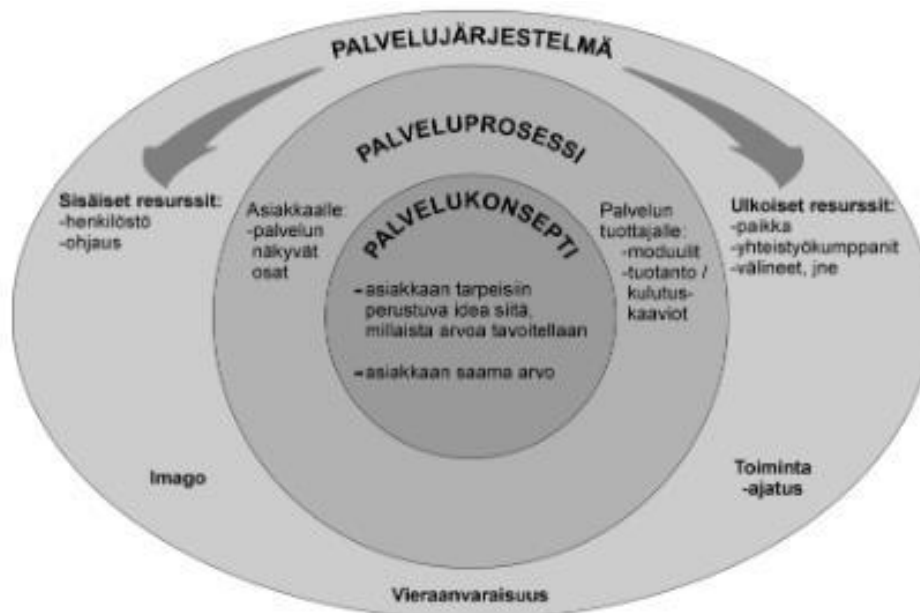 PALVELUJÄRJESTELMÄ
PALVELUPROSESSI
PALVELUKONSEPTI
Sisäiset resurssit:
-henkilöstö
-ohjaus
Asiakkaalle:
-palvelun
näkyvät
osat
-asiakkaan tarpeisiin
perustuva idea siitä,
millaista arvoa tavoitellaan
-asiakkaan saama arvo
Palvelun
tuottajalle:
-moduulit
-tuotanto /
kulutus-
kaaviot
Ulkoiset resurssit:
-paikka
-yhteistyökumppanit
-välineet, jne
Imago
Toiminta
-ajatus
Vieraanvaraisuus